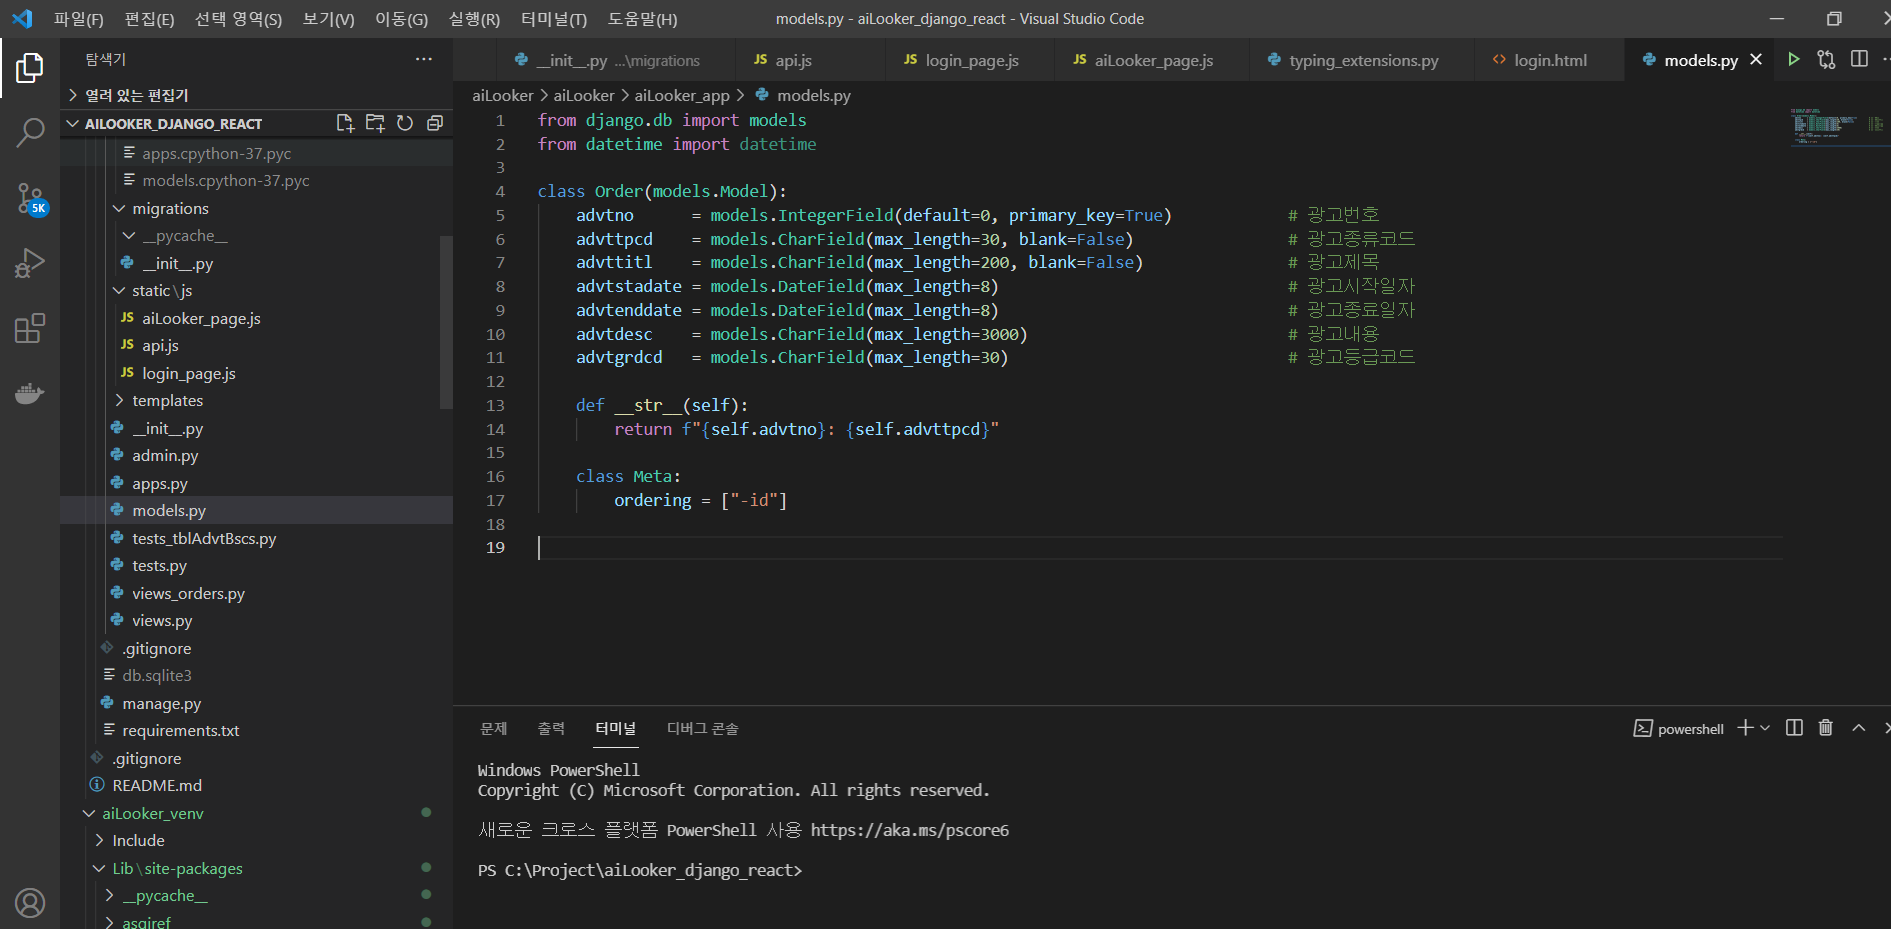 파일(F) 편집(E) 선택 영역(S) 보기(V) 이동(G) 실행(R) 터미널(T) 도움말(H) models.py - aiLooker_django_react - Visual Studio Code
탐색기 ···
__init__.py ...\migrations JS api.js JS login_page.js JS aiLooker_page.js typing_extensions.py <> login.html models.py
열려 있는 편집기
AILOOKER_DJANGO_REACT
apps.cpython-37.pyc
models.cpython-37.pyc
migrations
__pycache__
__init__.py
static\js
JS aiLooker_page.js
JS api.js
JS login_page.js
templates
__init__.py
admin.py
apps.py
models.py
tests_tblAdvtBscs.py
tests.py
views_orders.py
views.py
.gitignore
db.sqlite3
manage.py
requirements.txt
.gitignore
README.md
aiLooker_venv
Include
Lib\site-packages
__pycache__
asgiref
5K
aiLooker > aiLooker > aiLooker_app > models.py
1 from django.db import models
2 from datetime import datetime
3
4 class Order(models.Model):
5 advtno = models.IntegerField(default=0, primary_key=True) # 광고번호
6 advttpcd = models.CharField(max_length=30, blank=False) # 광고종류코드
7 advttitl = models.CharField(max_length=200, blank=False) # 광고제목
8 advtstadate = models.DateField(max_length=8) # 광고시작일자
9 advtenddate = models.DateField(max_length=8) # 광고종료일자
10 advtdesc = models.CharField(max_length=3000) # 광고내용
11 advtgrdcd = models.CharField(max_length=30) # 광고등급코드
12
13 def __str__(self):
14 return f"{self.advtno}: {self.advttpcd}"
15
16 class Meta:
17 ordering = ["-id"]
18
19
문제 출력 터미널 디버그 콘솔 powershell
Windows PowerShell
Copyright (C) Microsoft Corporation. All rights reserved.
새로운 크로스 플랫폼 PowerShell 사용 https://aka.ms/pscore6
PS C:\Project\aiLooker_django_react>